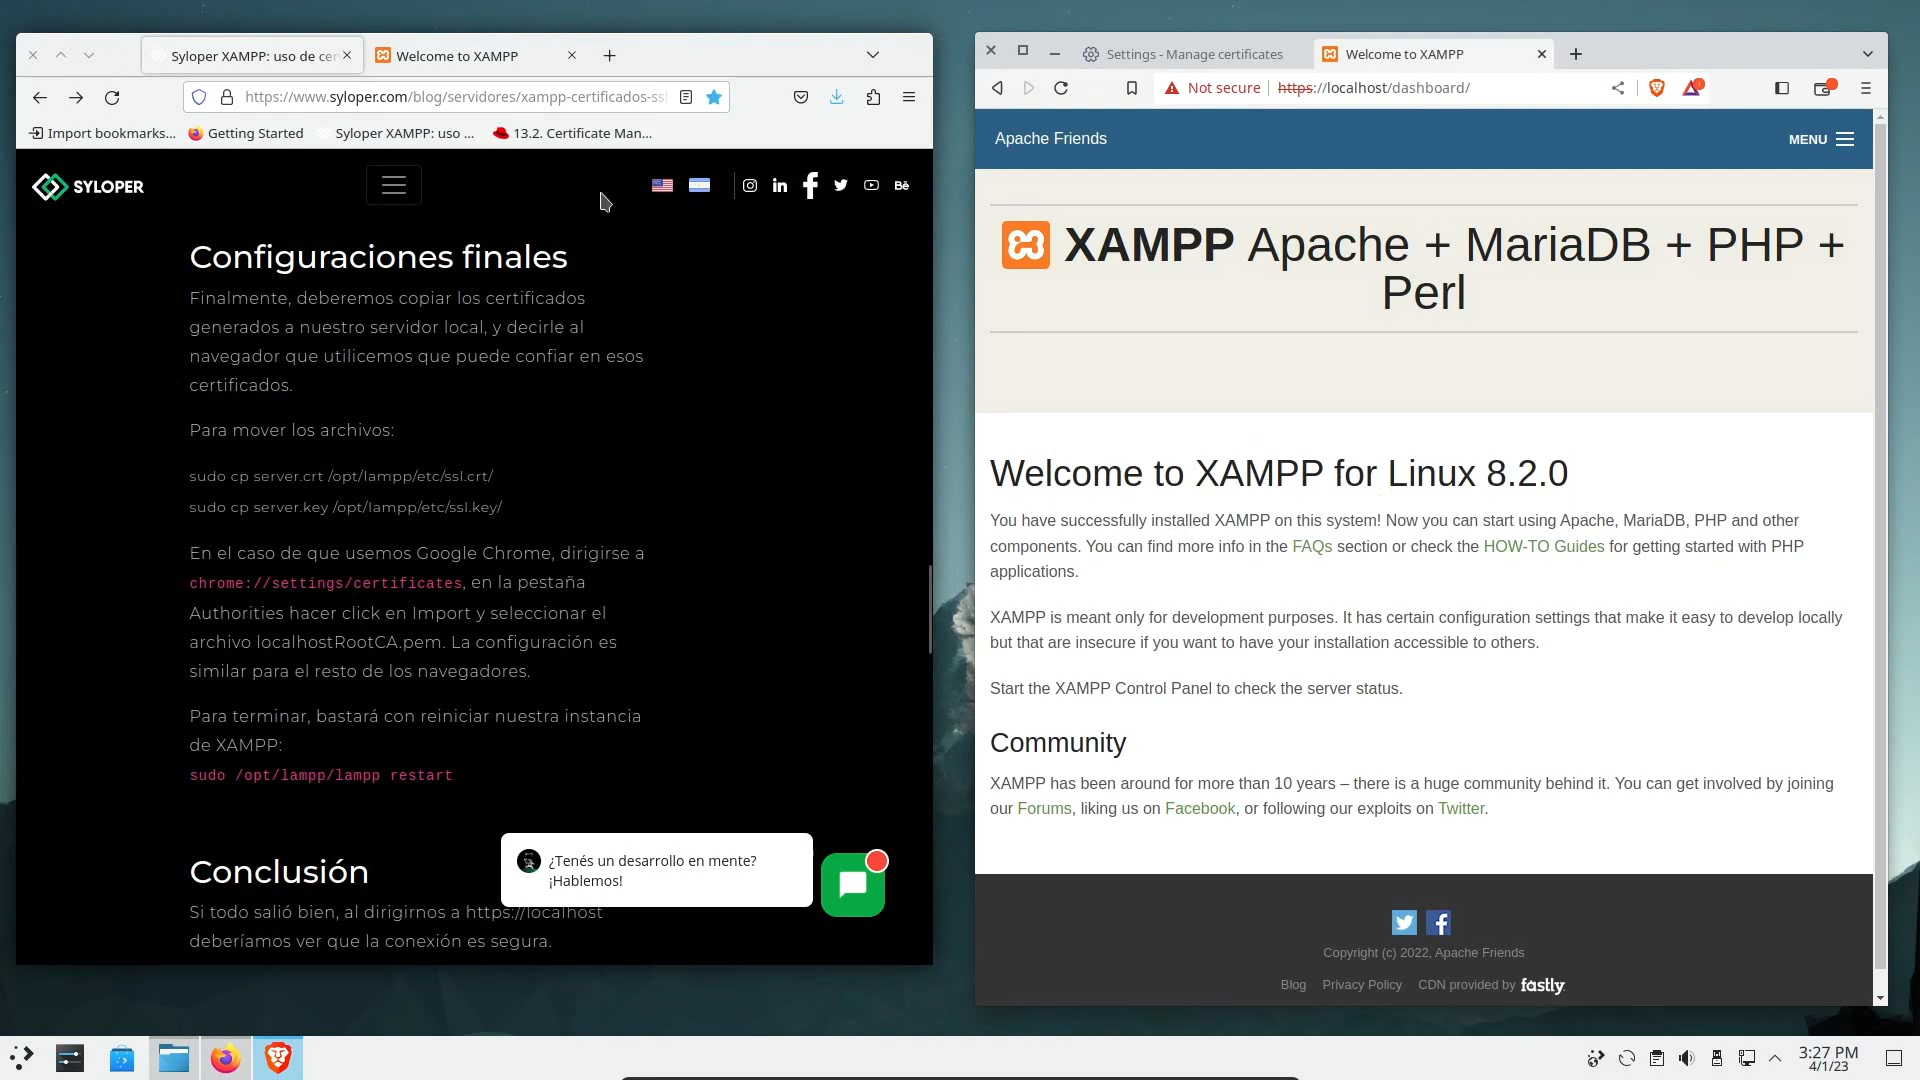 Syloper XAMPP: uso de cer
Welcome to XAMPP
https://www.syloper.com/blog/servidores/xampp-certificados-ssl
Import bookmarks...
Getting Started
Syloper XAMPP: uso ...
13.2. Certificate Man...
SYLOPER
Bē
Configuraciones finales
Finalmente, deberemos copiar los certificados
generados a nuestro servidor local, y decirle al
navegador que utilicemos que puede confiar en esos
certificados.
Para mover los archivos:
sudo cp server.crt /opt/lampp/etc/ssl.crt/
sudo cp server.key /opt/lampp/etc/ssl.key/
En el caso de que usemos Google Chrome, dirigirse a
chrome://settings/certificates, en la pestaña
Authorities hacer click en Import y seleccionar el
archivo localhostRootCA.pem. La configuración es
similar para el resto de los navegadores.
Para terminar, bastará con reiniciar nuestra instancia
de XAMPP:
sudo /opt/lampp/lampp restart
Conclusión
Si todo salió bien, al dirigirnos a https://localhost
deberíamos ver que la conexión es segura.
¿Tenés un desarrollo en mente?
¡Hablemos!
Settings - Manage certificates
Welcome to XAMPP
Not secure
https://localhost/dashboard/
1
Apache Friends
MENU
XAMPP Apache + MariaDB + PHP +
Perl
Welcome to XAMPP for Linux 8.2.0
You have successfully installed XAMPP on this system! Now you can start using Apache, MariaDB, PHP and other
components. You can find more info in the FAQs section or check the HOW-TO Guides for getting started with PHP
applications.
XAMPP is meant only for development purposes. It has certain configuration settings that make it easy to develop locally
but that are insecure if you want to have your installation accessible to others.
Start the XAMPP Control Panel to check the server status.
Community
XAMPP has been around for more than 10 years – there is a huge community behind it. You can get involved by joining
our Forums, liking us on Facebook, or following our exploits on Twitter.
Copyright (c) 2022, Apache Friends
Blog
Privacy Policy
CDN provided by fastly
3:27 PM
4/1/23